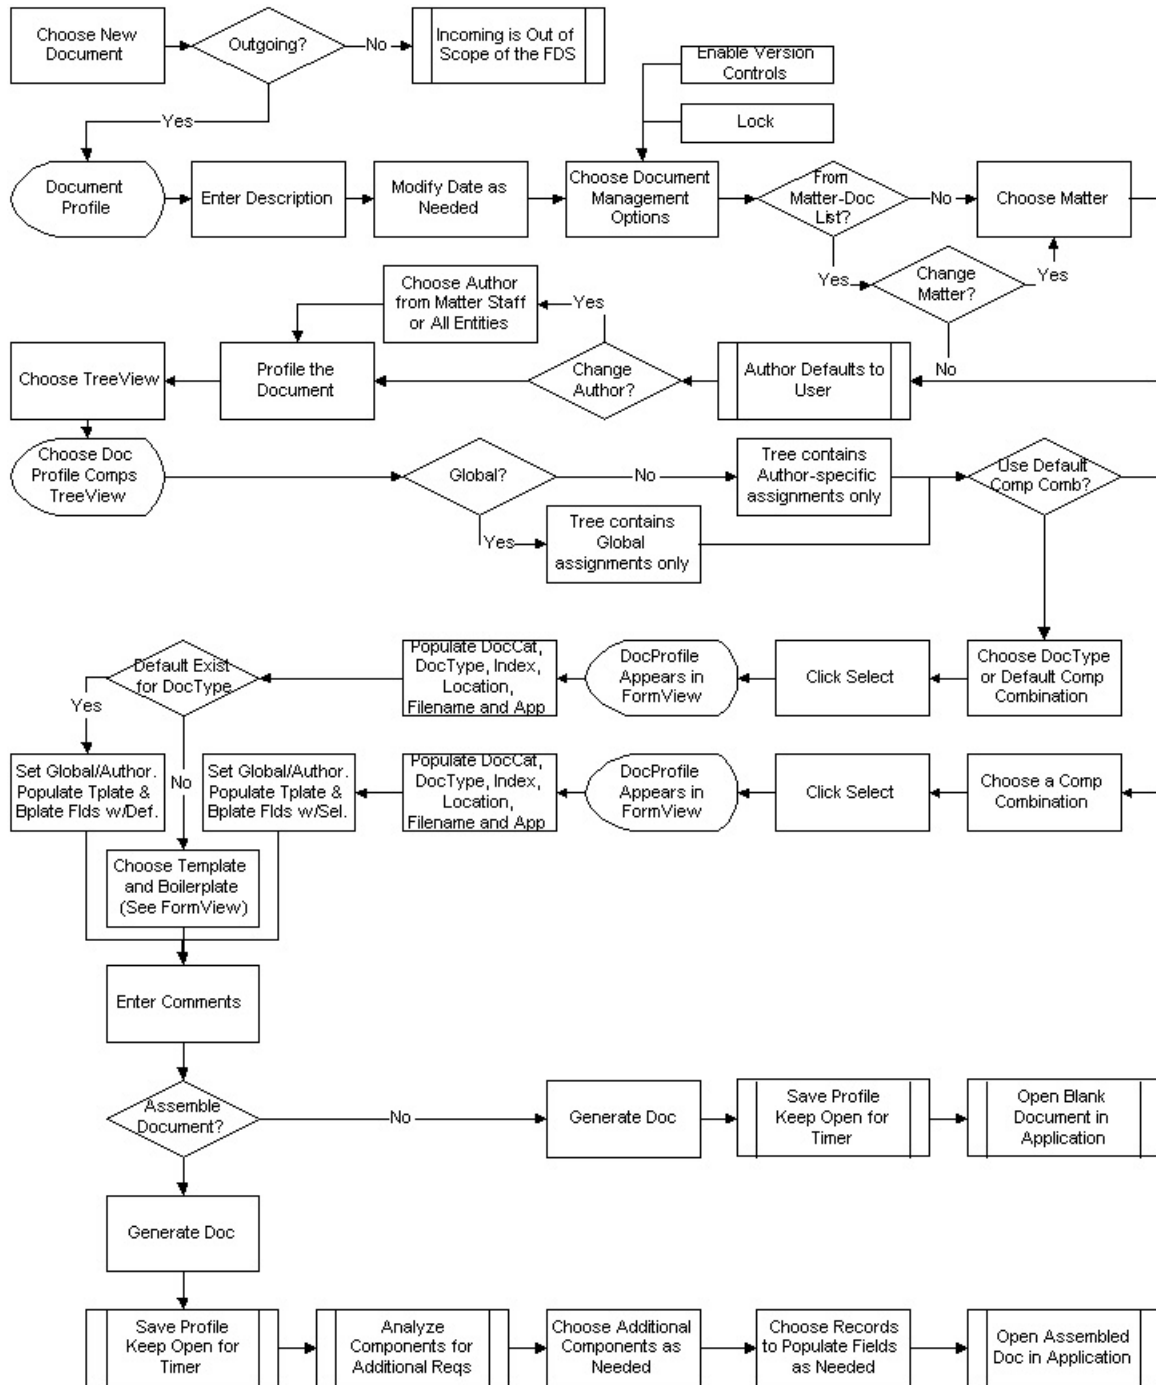 Choose New
Document
Outgoing?
No
Incoming is Out of
Scope of the FDS
Enable Version
Controls
Lock
Yes
Document
Profile
Enter Description
Modify Date as
Needed
Choose Document
Management
Options
From
Matter-Doc
List?
No
Choose Matter
Yes
Change
Matter?
Yes
No
Choose Author
from Matter Staff
or All Entities
Yes
Choose TreeView
Profile the
Document
Change
Author?
Author Defaults to
User
Choose Doc
Profile Comps
TreeView
Global?
No
Tree contains
Author-specific
assignments only
Use Default
Comp Comb?
Yes
Tree contains
Global
assignments only
Default Exist
for DocType
Populate DocCat,
DocType, Index,
Location,
Filename and App
DocProfile
Appears in
FormView
Click Select
Choose DocType
or Default Comp
Combination
Yes
No
Set Global/Author.
Populate Tplate &
Bplate Flds w/Def.
Set Global/Author.
Populate Tplate &
Bplate Flds w/Sel.
Populate DocCat,
DocType, Index,
Location,
Filename and App
DocProfile
Appears in
FormView
Click Select
Choose a Comp
Combination
Choose Template
and Boilerplate
(See FormView)
Enter Comments
Assemble
Document?
No
Generate Doc
Save Profile
Keep Open for
Timer
Open Blank
Document in
Application
Generate Doc
Save Profile
Keep Open for
Timer
Analyze
Components for
Additional Reqs
Choose Additional
Components as
Needed
Choose Records
to Populate Fields
as Needed
Open Assembled
Doc in Application